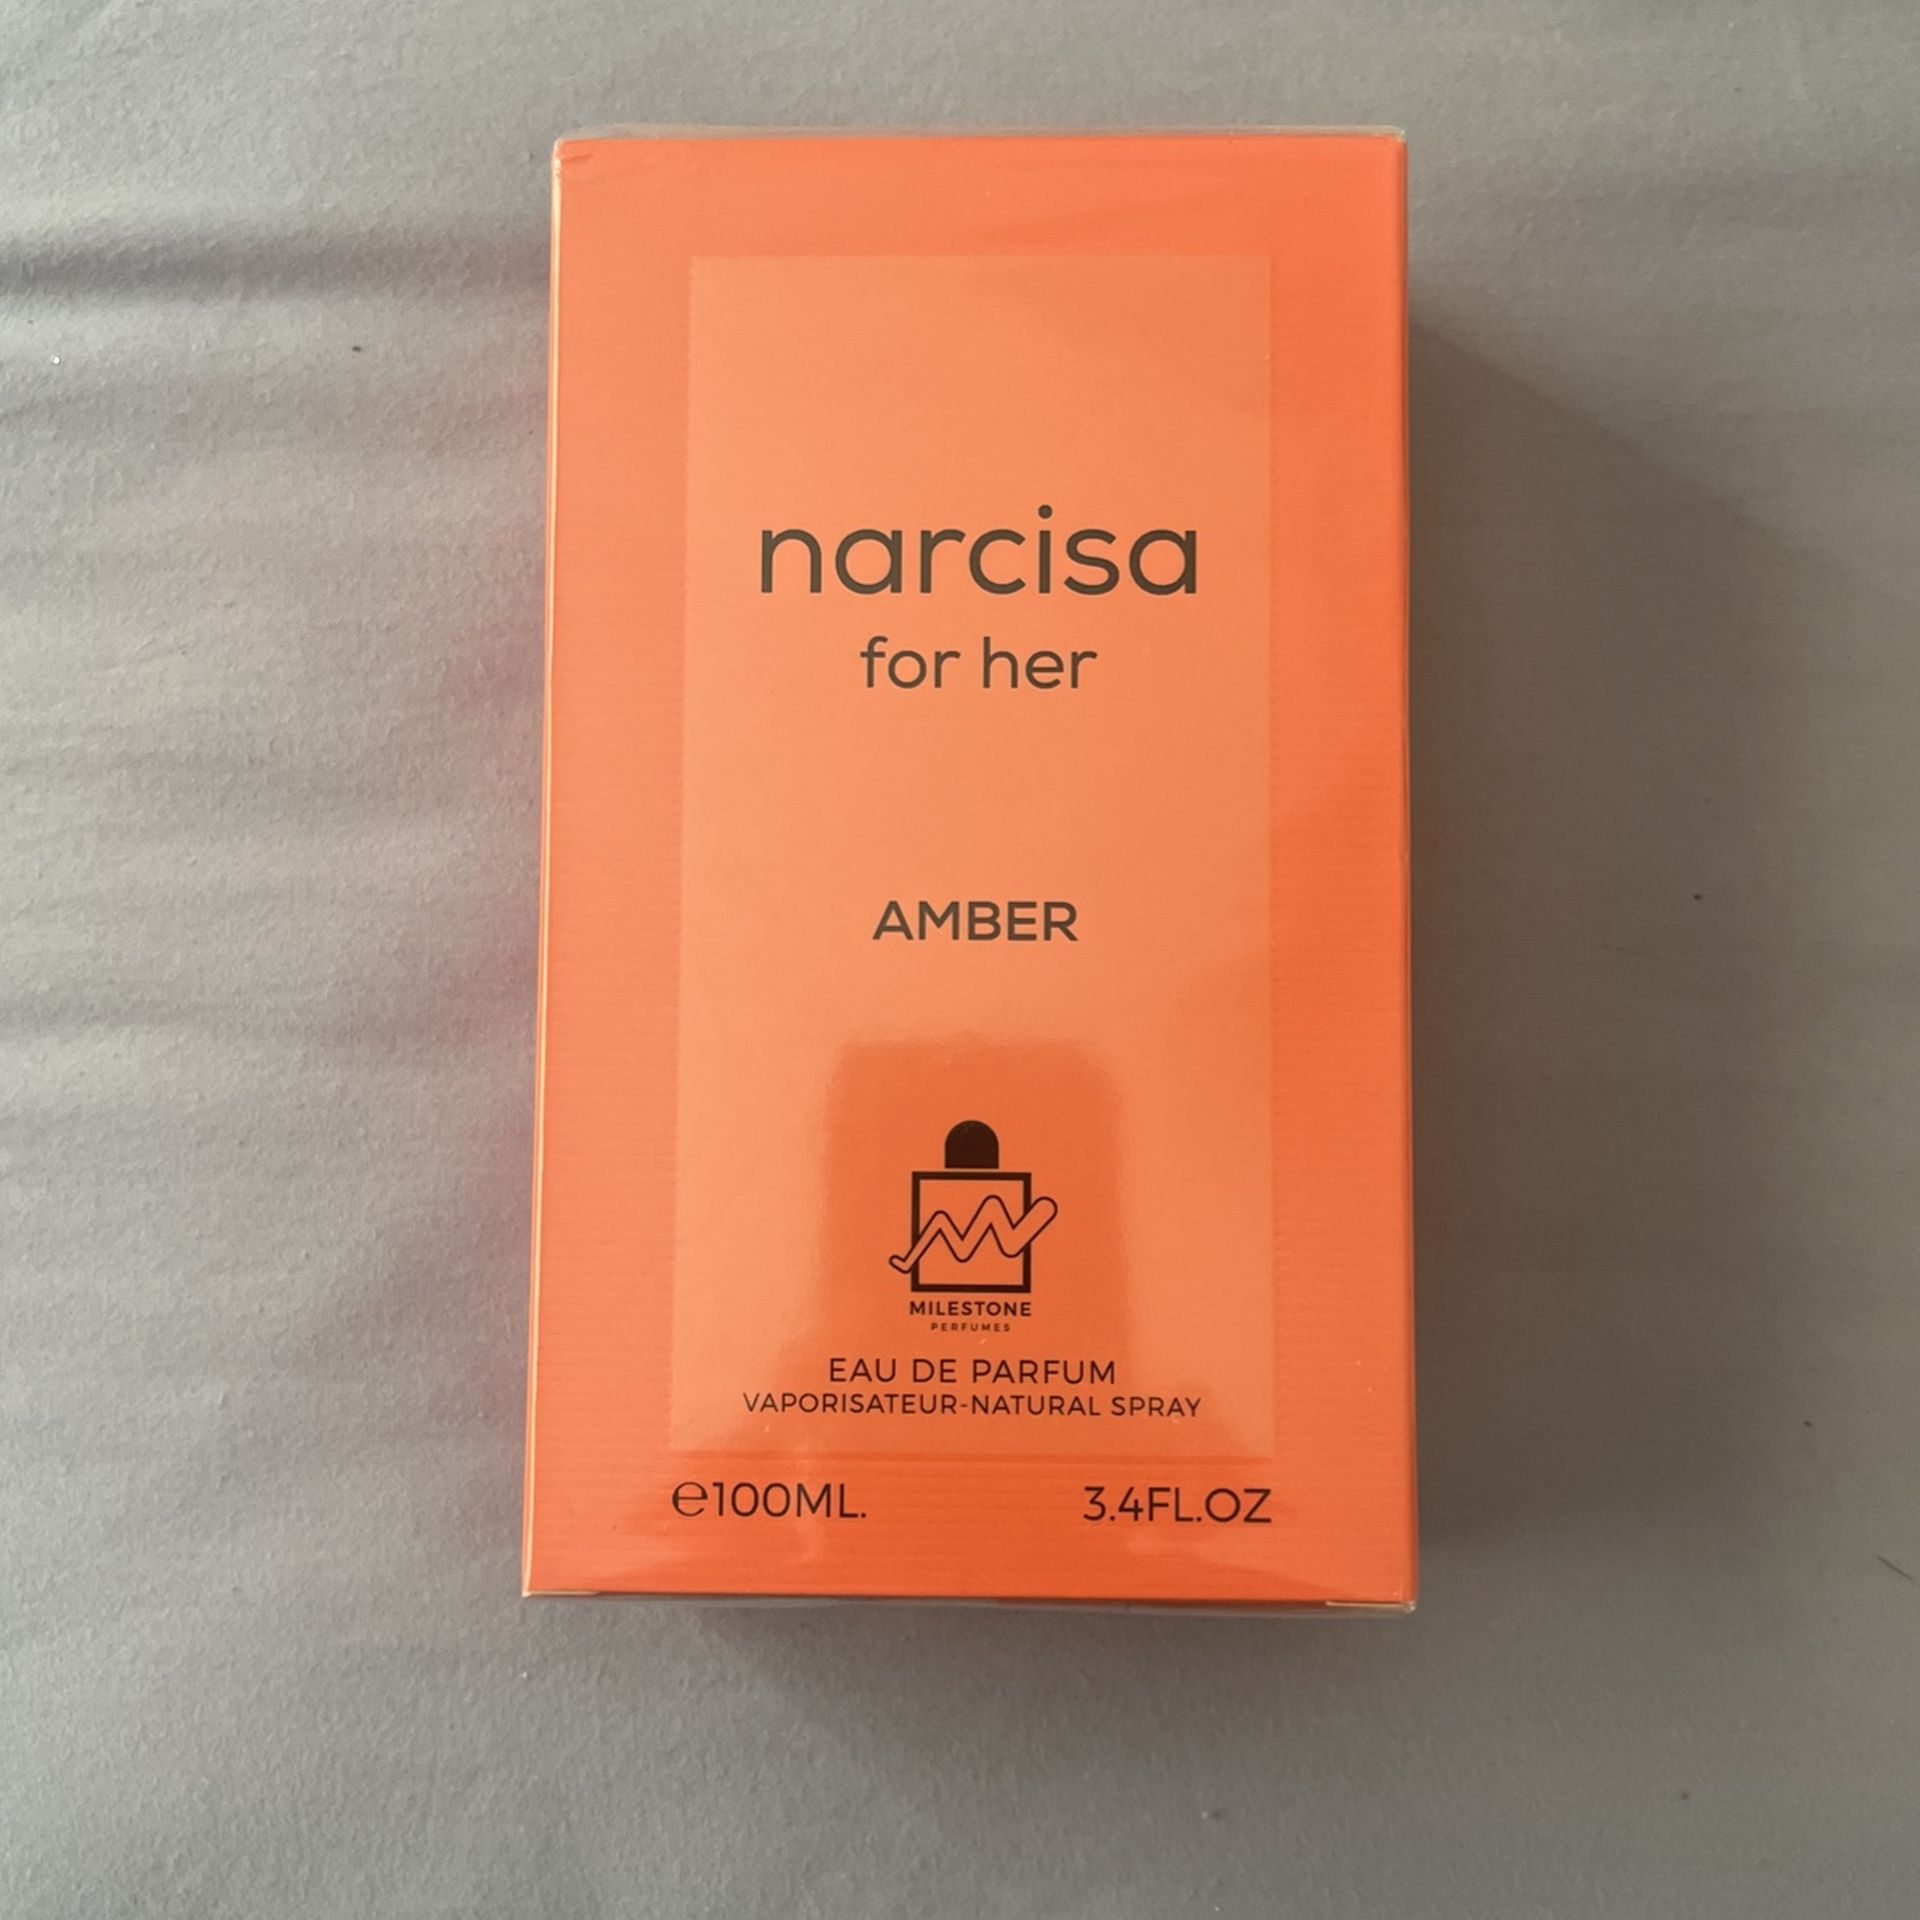 narcisa
for her
AMBER
MILESTONE
PERFUMES
EAU DE PARFUM
VAPORISATEUR-NATURAL SPRAY
℮100ML. 3.4FL.OZ